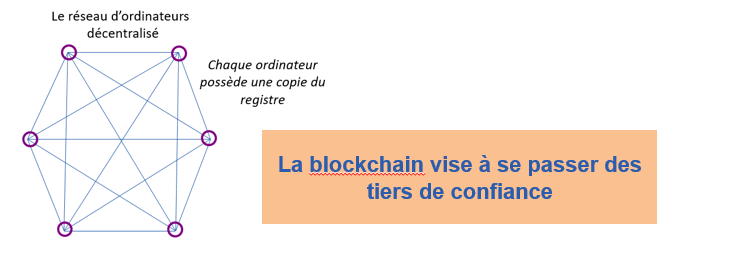 Le réseau d’ordinateurs
décentralisé
Chaque ordinateur
possède une copie du
registre
La blockchain vise à se passer des
tiers de confiance